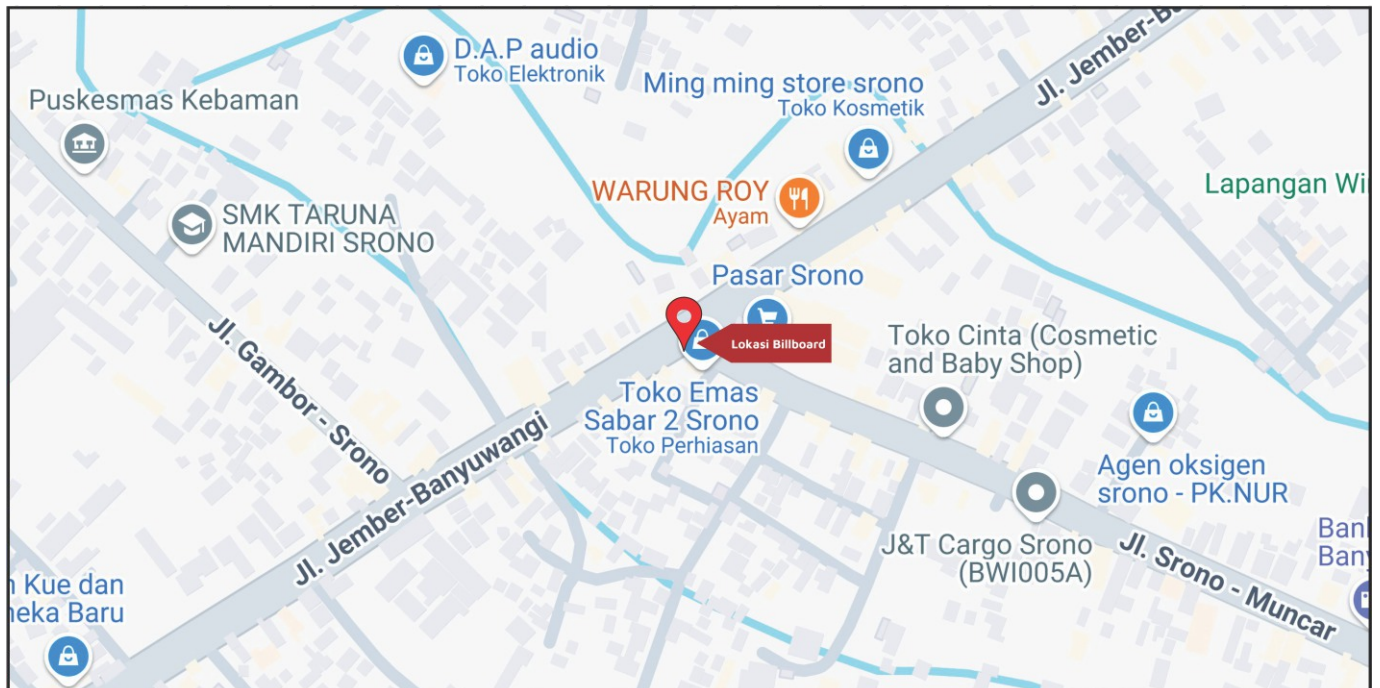 D.A.P audio
Toko Elektronik
Jl. Jember-Ba
Ming ming store srono
Toko Kosmetik
Puskesmas Kebaman
WARUNG ROY
Ayam
Lapangan Wi
SMK TARUNA
MANDIRI SRONO
Pasar Srono
Lokasi Billboard
Toko Cinta (Cosmetic
and Baby Shop)
Jl. Gambor - Srono
Toko Emas
Sabar 2 Srono
Toko Perhiasan
Jl. Jember-Banyuwangi
Agen oksigen
srono - PK.NUR
J&T Cargo Srono
(BWI005A)
Jl. Srono - Muncar
Ban
Bany
n Kue dan
neka Baru